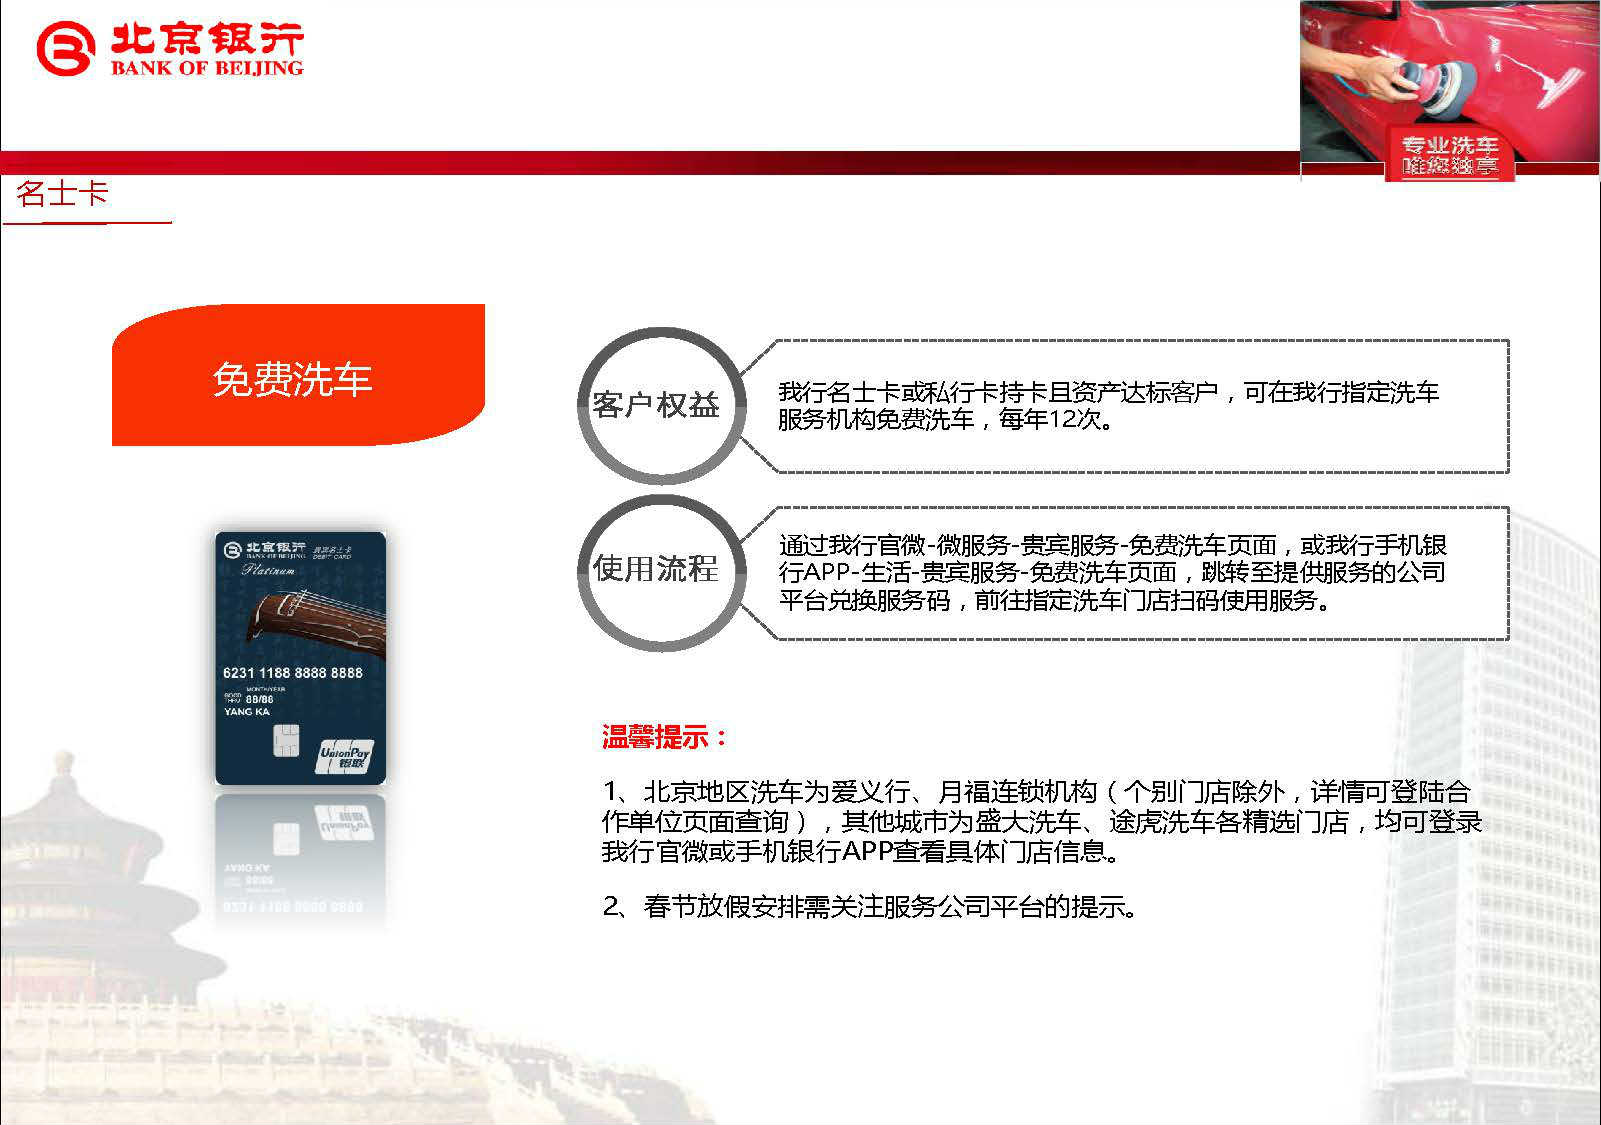 北京银行
BANK OF BEIJING
专业洗车
唯您独享
名士卡
免费洗车
客户权益
我行名士卡或私行卡持卡且资产达标客户，可在我行指定洗车
服务机构免费洗车，每年12次。
使用流程
通过我行官微-微服务-贵宾服务-免费洗车页面，或我行手机银
行APP-生活-贵宾服务-免费洗车页面，跳转至提供服务的公司
平台兑换服务码，前往指定洗车门店扫码使用服务。
北京银行
BANK OF BEIJING
DEBIT CARD
Platinum
6231 1188 8888 8888
MONTH/YEAR
GOOD
THRU 88/88
YANG KA
UnionPay
银联
温馨提示：
1、北京地区洗车为爱义行、月福连锁机构（个别门店除外，详情可登陆合
作单位页面查询），其他城市为盛大洗车、途虎洗车各精选门店，均可登录
我行官微或手机银行APP查看具体门店信息。
2、春节放假安排需关注服务公司平台的提示。